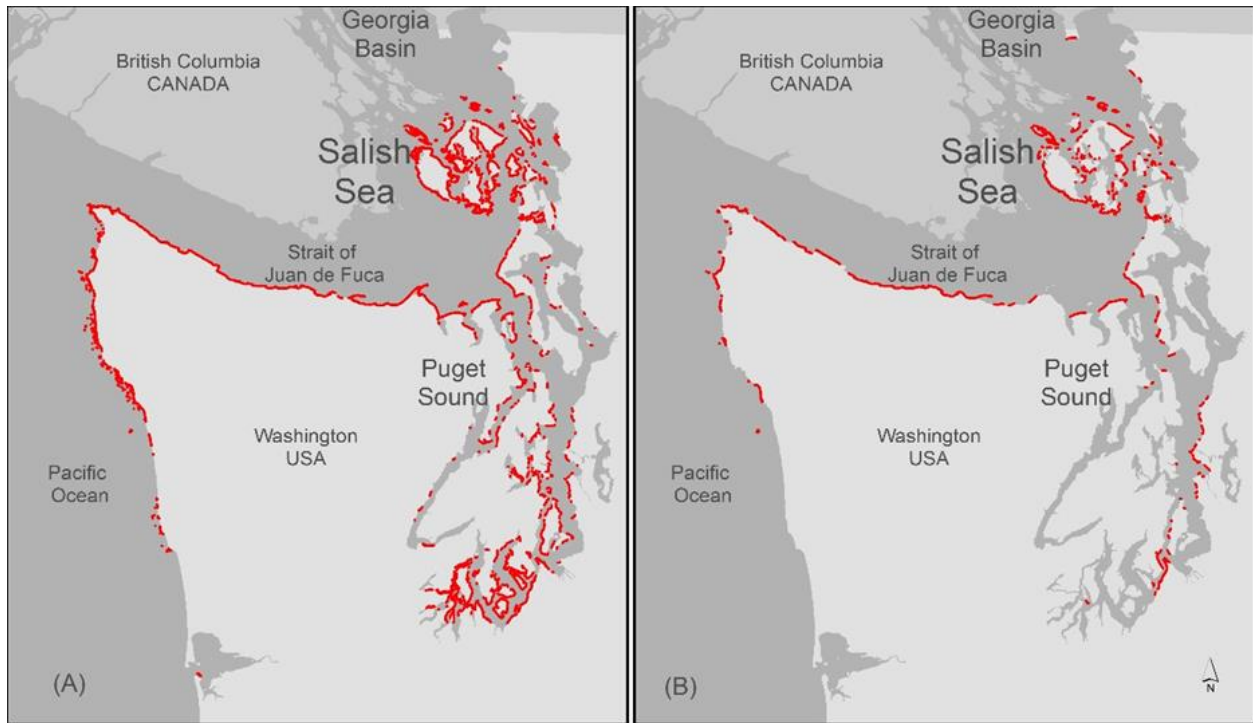 Georgia
Basin
British Columbia
CANADA
Salish
Sea
Strait of
Juan de Fuca
Puget
Sound
Washington
USA
Pacific
Ocean
(A)
Georgia
Basin
British Columbia
CANADA
Salish
Sea
Strait of
Juan de Fuca
Puget
Sound
Washington
USA
Pacific
Ocean
(B)
N